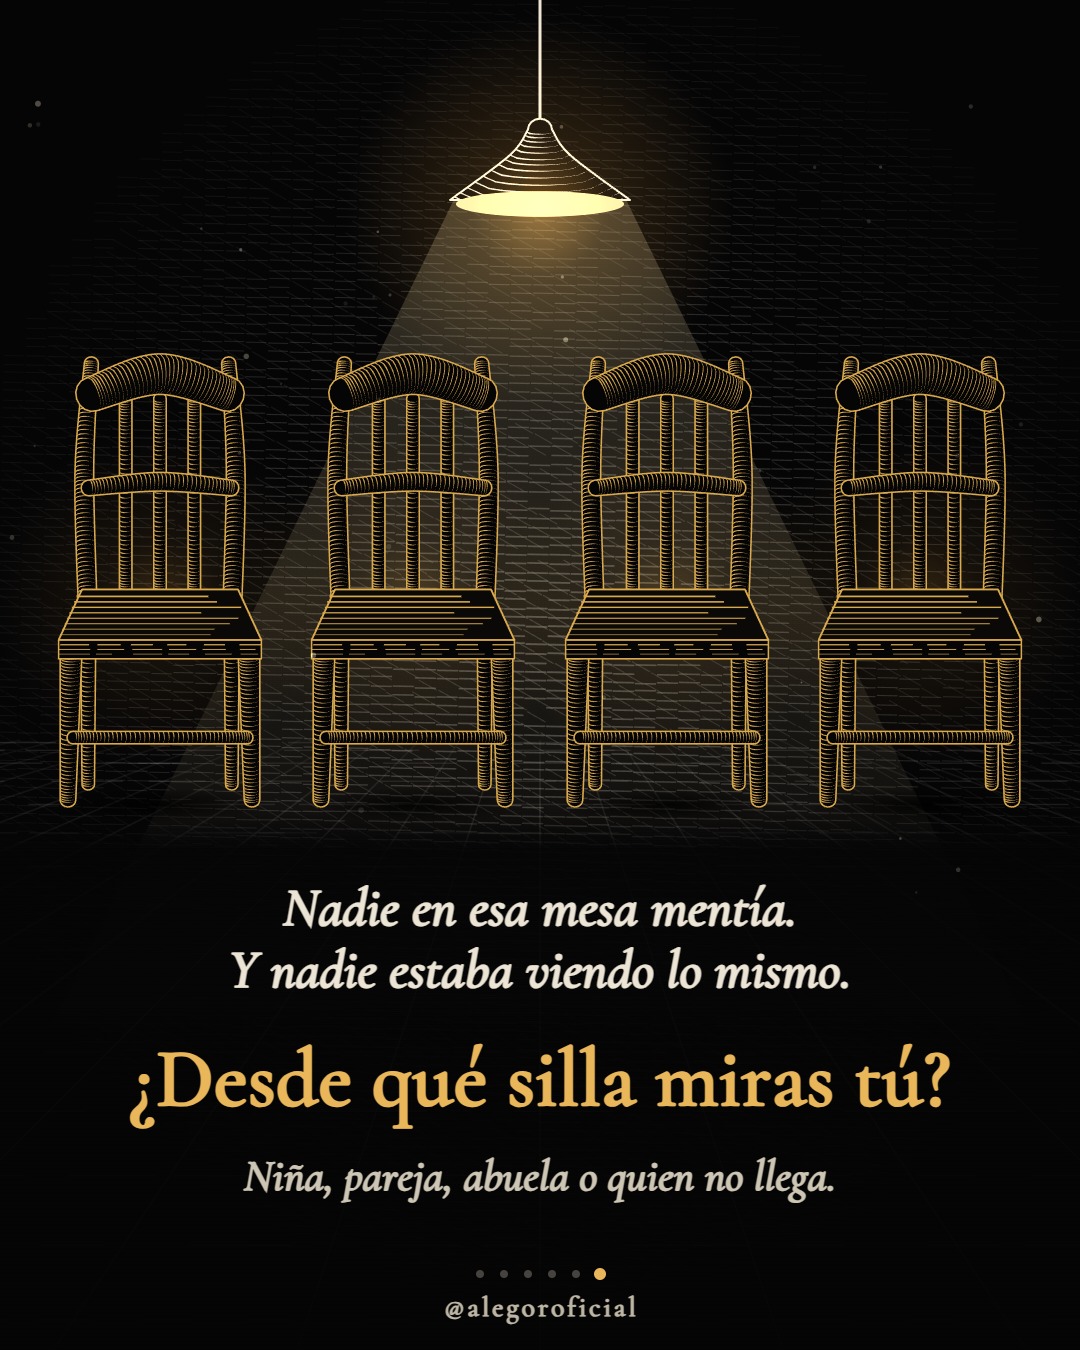 Nadie en esa mesa mentía.
Y nadie estaba viendo lo mismo.
¿Desde qué silla miras tú?
Niña, pareja, abuela o quien no llega.
@alegoroficial